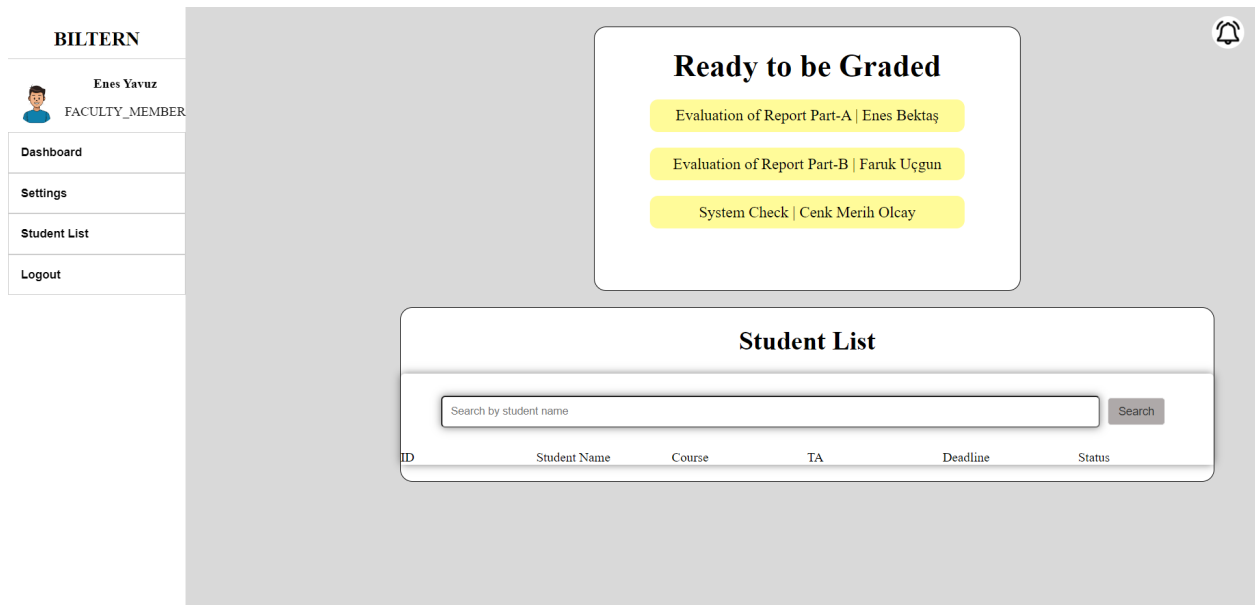 BILTERN
Enes Yavuz
FACULTY_MEMBER
Dashboard
Settings
Student List
Logout
Ready to be Graded
Evaluation of Report Part-A | Enes Bektaş
Evaluation of Report Part-B | Faruk Uçgun
System Check | Cenk Merih Olcay
Student List
Search by student name
Search
ID Student Name Course TA Deadline Status